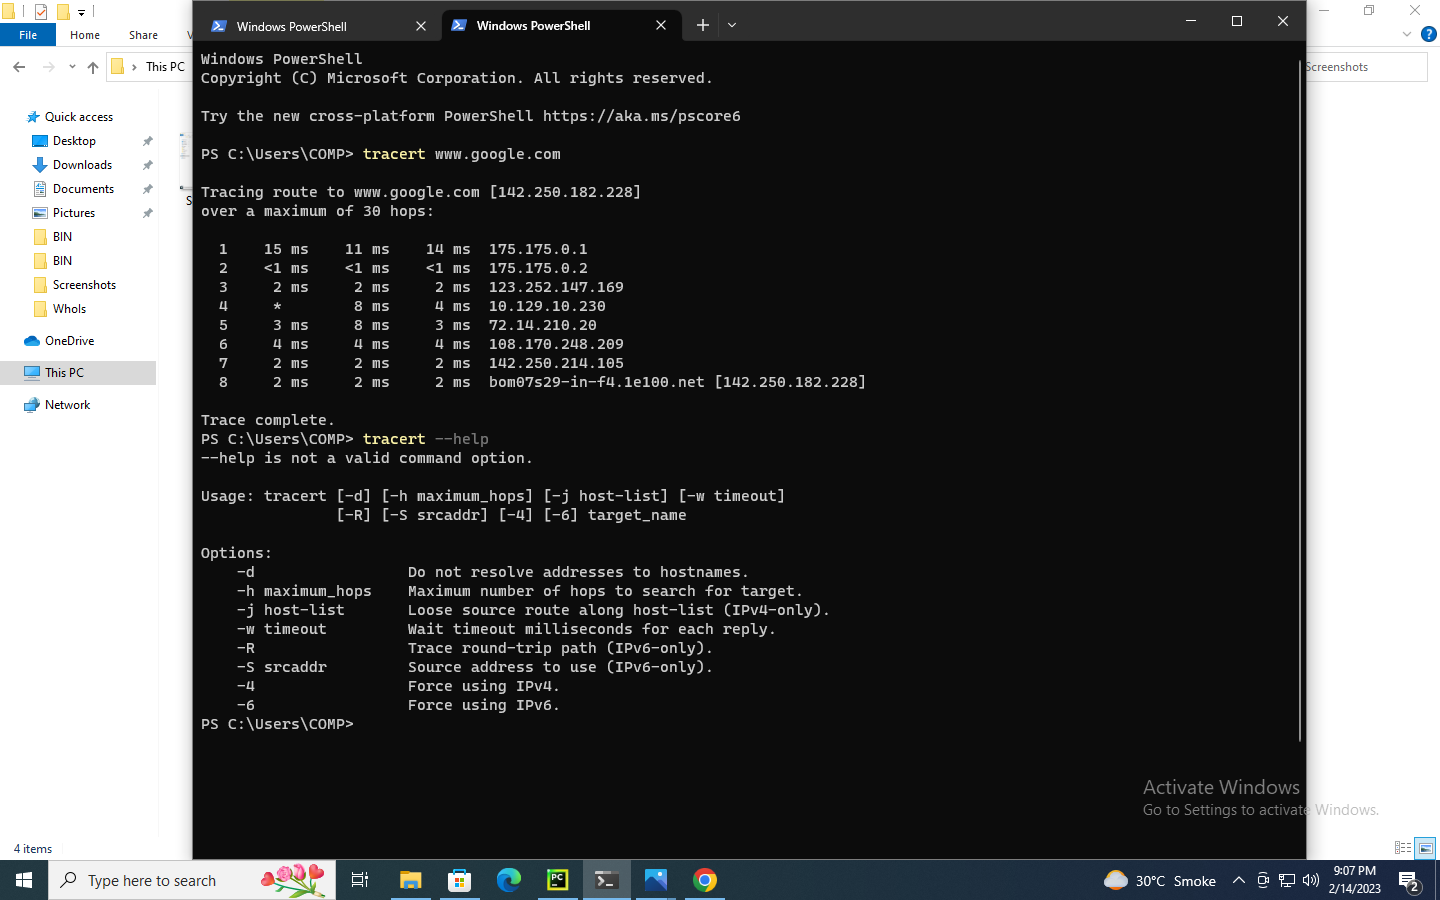 File Home Share V
This PC
Screenshots
Quick access
Desktop
Downloads
Documents
Pictures
BIN
BIN
Screenshots
WhoIs
OneDrive
This PC
Network
4 items
S
Windows PowerShell
Windows PowerShell
Windows PowerShell
Copyright (C) Microsoft Corporation. All rights reserved.
Try the new cross-platform PowerShell https://aka.ms/pscore6
PS C:\Users\COMP> tracert www.google.com
Tracing route to www.google.com [142.250.182.228]
over a maximum of 30 hops:
1 15 ms 11 ms 14 ms 175.175.0.1
2 <1 ms <1 ms <1 ms 175.175.0.2
3 2 ms 2 ms 2 ms 123.252.147.169
4 * 8 ms 4 ms 10.129.10.230
5 3 ms 8 ms 3 ms 72.14.210.20
6 4 ms 4 ms 4 ms 108.170.248.209
7 2 ms 2 ms 2 ms 142.250.214.105
8 2 ms 2 ms 2 ms bom07s29-in-f4.1e100.net [142.250.182.228]
Trace complete.
PS C:\Users\COMP> tracert --help
--help is not a valid command option.
Usage: tracert [-d] [-h maximum_hops] [-j host-list] [-w timeout]
[-R] [-S srcaddr] [-4] [-6] target_name
Options:
-d Do not resolve addresses to hostnames.
-h maximum_hops Maximum number of hops to search for target.
-j host-list Loose source route along host-list (IPv4-only).
-w timeout Wait timeout milliseconds for each reply.
-R Trace round-trip path (IPv6-only).
-S srcaddr Source address to use (IPv6-only).
-4 Force using IPv4.
-6 Force using IPv6.
PS C:\Users\COMP>
Activate Windows
Go to Settings to activate Windows.
Type here to search
PC
30°C Smoke
9:07 PM
2/14/2023
2